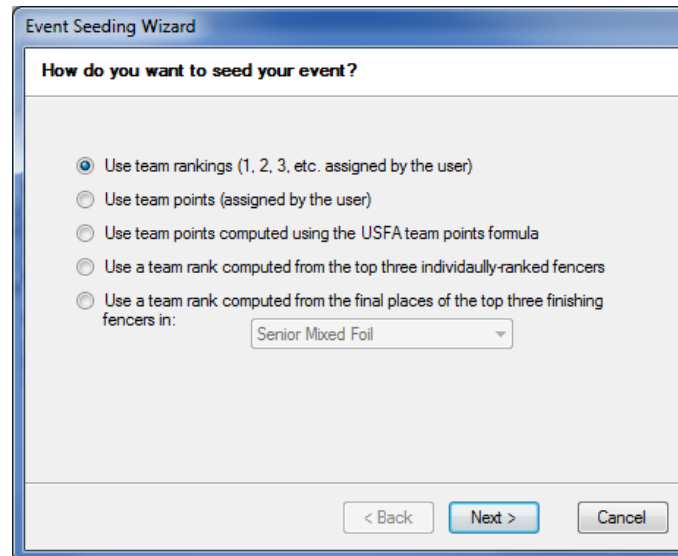 Event Seeding Wizard
How do you want to seed your event?
Use team rankings (1, 2, 3, etc. assigned by the user)
Use team points (assigned by the user)
Use team points computed using the USFA team points formula
Use a team rank computed from the top three individaully-ranked fencers
Use a team rank computed from the final places of the top three finishing
fencers in:
Senior Mixed Foil
< Back
Next >
Cancel